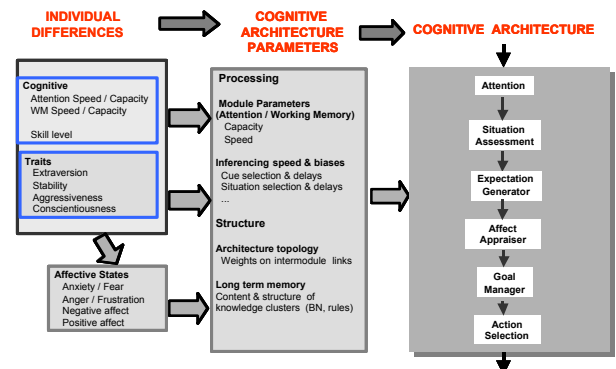 INDIVIDUAL
DIFFERENCES
COGNITIVE
ARCHITECTURE
PARAMETERS
COGNITIVE ARCHITECTURE
Cognitive
Attention Speed / Capacity
WM Speed / Capacity
Skill level
Traits
Extraversion
Stability
Aggressiveness
Conscientiousness
Affective States
Anxiety / Fear
Anger / Frustration
Negative affect
Positive affect
Processing
Module Parameters
(Attention / Working Memory)
Capacity
Speed
Inferencing speed & biases
Cue selection & delays
Situation selection & delays
...
Structure
Architecture topology
Weights on intermodule links
Long term memory
Content & structure of
knowledge clusters (BN, rules)
Attention
Situation
Assessment
Expectation
Generator
Affect
Appraiser
Goal
Manager
Action
Selection